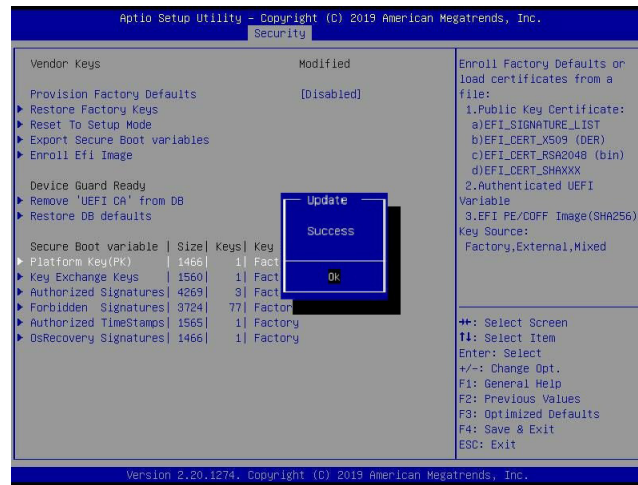 Aptio Setup Utility – Copyright (C) 2019 American Megatrends, Inc.
Security
Vendor Keys Modified
Provision Factory Defaults [Disabled]
Restore Factory Keys
Reset To Setup Mode
Export Secure Boot variables
Enroll Efi Image
Device Guard Ready
Remove 'UEFI CA' from DB
Restore DB defaults
Secure Boot variable | Size| Keys| Key
Platform Key(PK) | 1466| 1| Fact
Key Exchange Keys | 1560| 1| Fact
Authorized Signatures| 4269| 3| Fact
Forbidden Signatures| 3724| 77| Factor
Authorized TimeStamps| 1565| 1| Factory
OsRecovery Signatures| 1466| 1| Factory
Update
Success
Ok
Enroll Factory Defaults or
load certificates from a
file:
1.Public Key Certificate:
a)EFI_SIGNATURE_LIST
b)EFI_CERT_X509 (DER)
c)EFI_CERT_RSA2048 (bin)
d)EFI_CERT_SHAXXX
2.Authenticated UEFI
Variable
3.EFI PE/COFF Image(SHA256)
Key Source:
Factory,External,Mixed
→←: Select Screen
↑↓: Select Item
Enter: Select
+/-: Change Opt.
F1: General Help
F2: Previous Values
F3: Optimized Defaults
F4: Save & Exit
ESC: Exit
Version 2.20.1274. Copyright (C) 2019 American Megatrends, Inc.